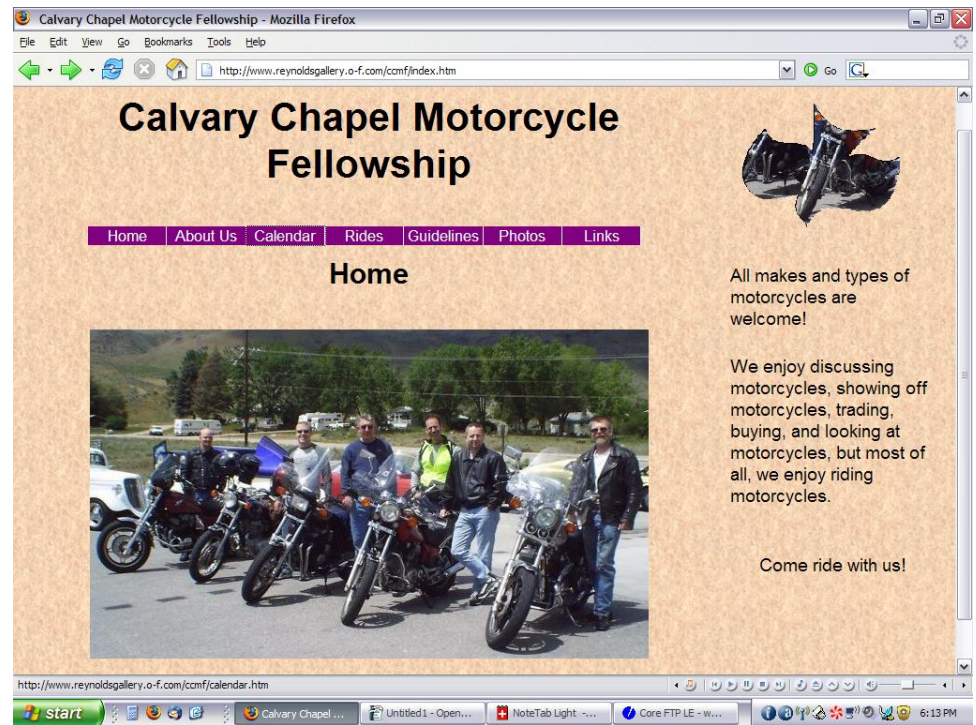 Calvary Chapel Motorcycle Fellowship - Mozilla Firefox
File Edit View Go Bookmarks Tools Help
http://www.reynoldsgallery.o-f.com/ccmf/index.htm Go G
Calvary Chapel Motorcycle
Fellowship
Home About Us Calendar Rides Guidelines Photos Links
Home
All makes and types of
motorcycles are
welcome!
We enjoy discussing
motorcycles, showing off
motorcycles, trading,
buying, and looking at
motorcycles, but most of
all, we enjoy riding
motorcycles.
Come ride with us!
http://www.reynoldsgallery.o-f.com/ccmf/calendar.htm
start Calvary Chapel ... Untitled1 - Open... NoteTab Light -... Core FTP LE - w... 6:13 PM